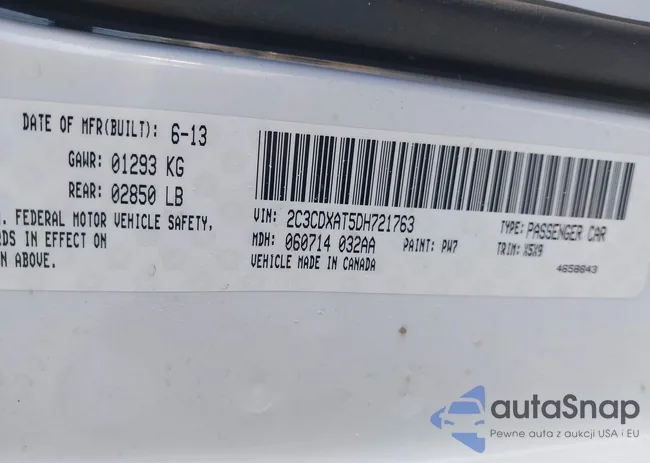 DATE OF MFR(BUILT): 6-13
GAWR: 01293 KG
REAR: 02850 LB
. FEDERAL MOTOR VEHICLE SAFETY,
RDS IN EFFECT ON
N ABOVE.
VIN: 2C3CDXAT5DH721763
TYPE: PASSENGER CAR
MDH: 060714 032AA
PAINT: PW7
TRIM: X5X9
VEHICLE MADE IN CANADA
4658843
autaSnap
Pewne auta z aukcji USA i EU